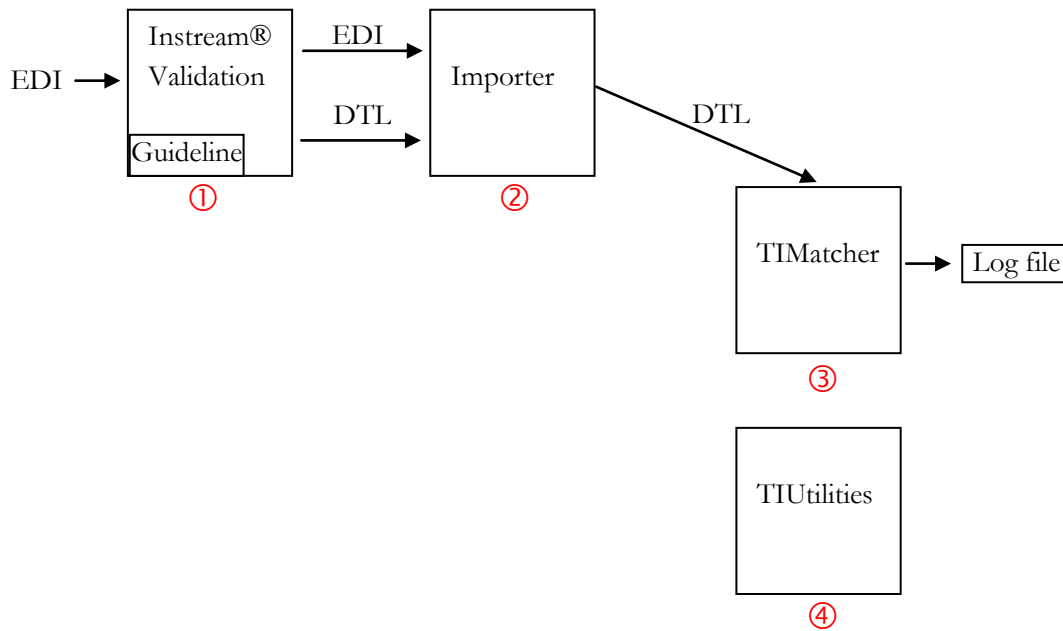 EDI
Instream®
Validation
Guideline
①
EDI
DTL
Importer
②
DTL
TIMatcher
③
Log file
TIUtilities
④